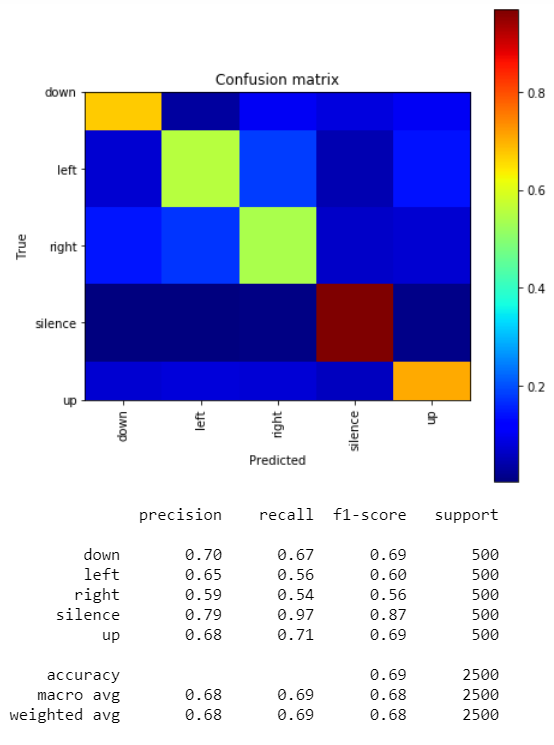 Confusion matrix
down
left
right
silence
up
True
down
left
right
silence
up
Predicted
0.8
0.6
0.4
0.2
precision recall f1-score support
down 0.70 0.67 0.69 500
left 0.65 0.56 0.60 500
right 0.59 0.54 0.56 500
silence 0.79 0.97 0.87 500
up 0.68 0.71 0.69 500
accuracy 0.69 2500
macro avg 0.68 0.69 0.68 2500
weighted avg 0.68 0.69 0.68 2500